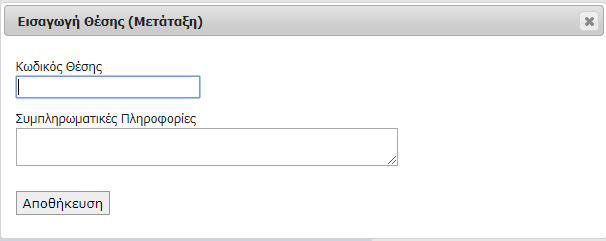 Εισαγωγή Θέσης (Μετάταξη)
Κωδικός Θέσης
Συμπληρωματικές Πληροφορίες
Αποθήκευση